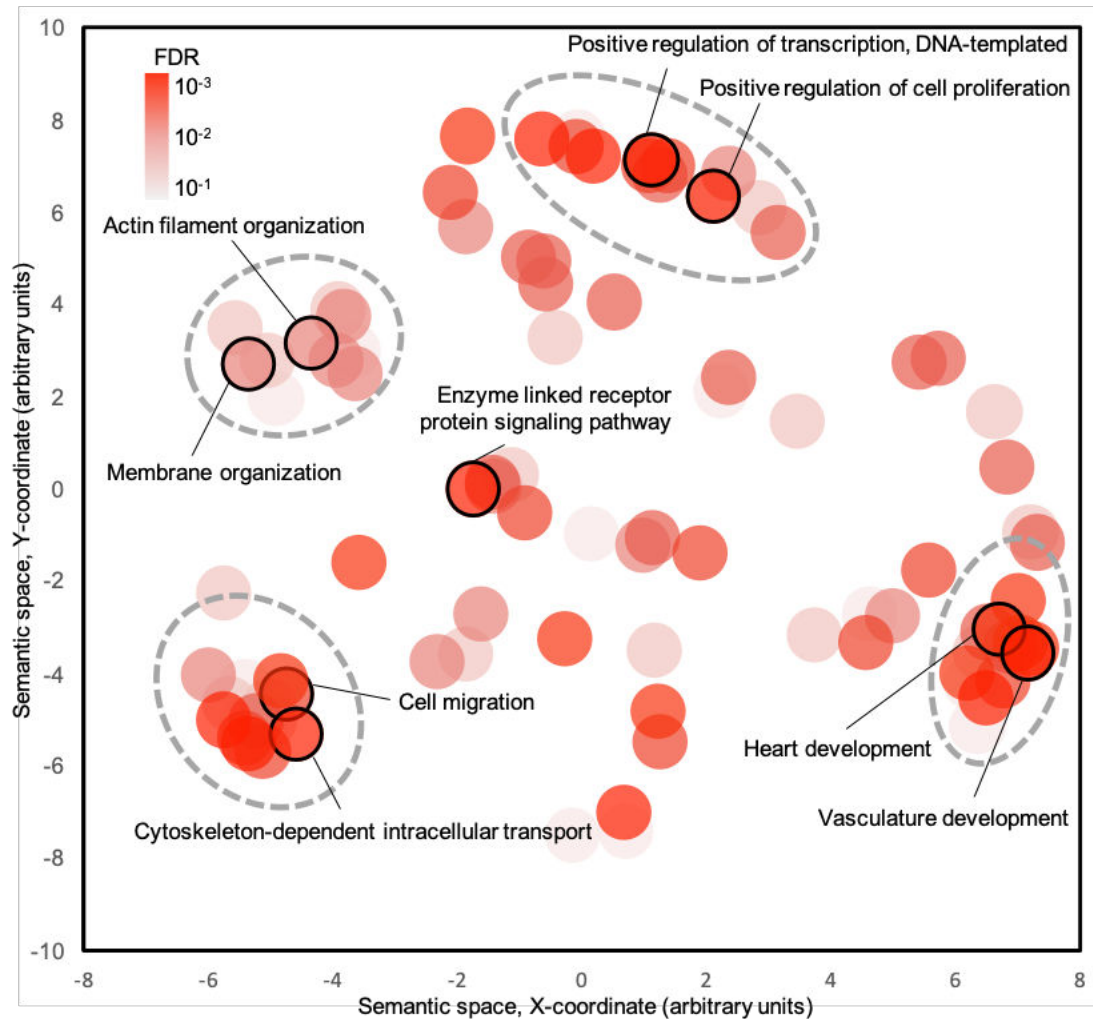 10
FDR
10-3
10-2
10-1
Positive regulation of transcription, DNA-templated
Positive regulation of cell proliferation
8
6
Actin filament organization
4
2
Enzyme linked receptor
protein signaling pathway
Membrane organization
0
-2
-4
Cell migration
Heart development
-6
Vasculature development
Cytoskeleton-dependent intracellular transport
-8
-10
Semantic space, Y-coordinate (arbitrary units)
-8 -6 -4 -2 0 2 4 6 8
Semantic space, X-coordinate (arbitrary units)